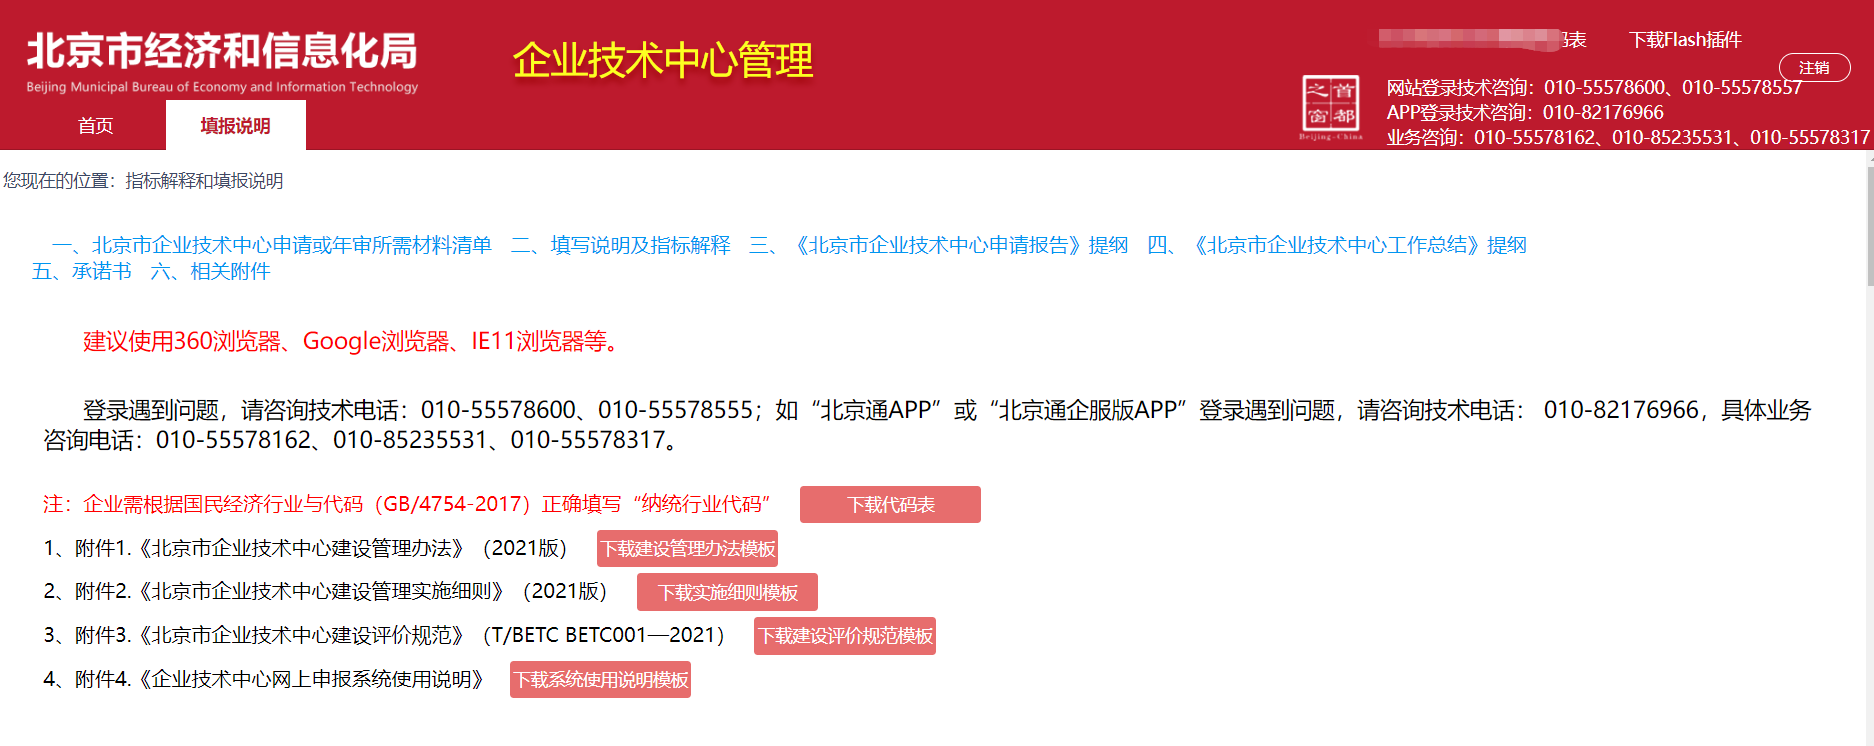 北京市经济和信息化局
Beijing Municipal Bureau of Economy and Information Technology
企业技术中心管理
码表 下载Flash插件
注销
首都之窗
Beijing-China
网站登录技术咨询：010-55578600、010-55578557
APP登录技术咨询：010-82176966
业务咨询：010-55578162、010-85235531、010-55578317
首页 填报说明
您现在的位置：指标解释和填报说明
一、北京市企业技术中心申请或年审所需材料清单 二、填写说明及指标解释 三、《北京市企业技术中心申请报告》提纲 四、《北京市企业技术中心工作总结》提纲
五、承诺书 六、相关附件
建议使用360浏览器、Google浏览器、IE11浏览器等。
登录遇到问题，请咨询技术电话：010-55578600、010-55578555；如“北京通APP”或“北京通企服版APP”登录遇到问题，请咨询技术电话： 010-82176966，具体业务
咨询电话：010-55578162、010-85235531、010-55578317。
注：企业需根据国民经济行业与代码（GB/4754-2017）正确填写“纳统行业代码” 下载代码表
1、附件1.《北京市企业技术中心建设管理办法》（2021版） 下载建设管理办法模板
2、附件2.《北京市企业技术中心建设管理实施细则》（2021版） 下载实施细则模板
3、附件3.《北京市企业技术中心建设评价规范》（T/BETC BETC001—2021） 下载建设评价规范模板
4、附件4.《企业技术中心网上申报系统使用说明》 下载系统使用说明模板